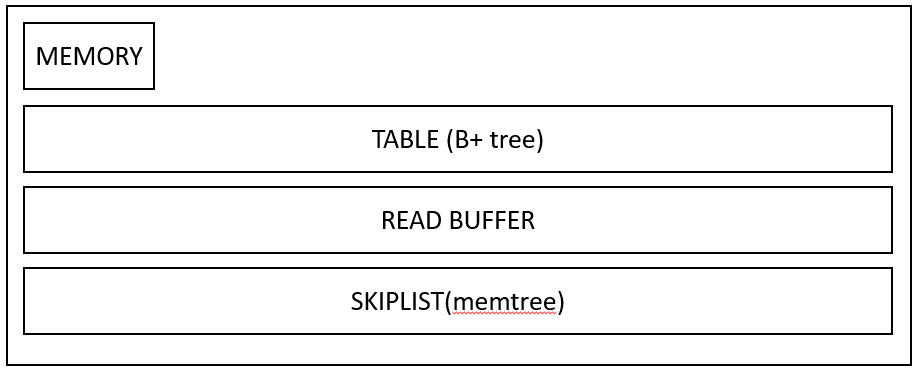 MEMORY
TABLE (B+ tree)
READ BUFFER
SKIPLIST(memtree)